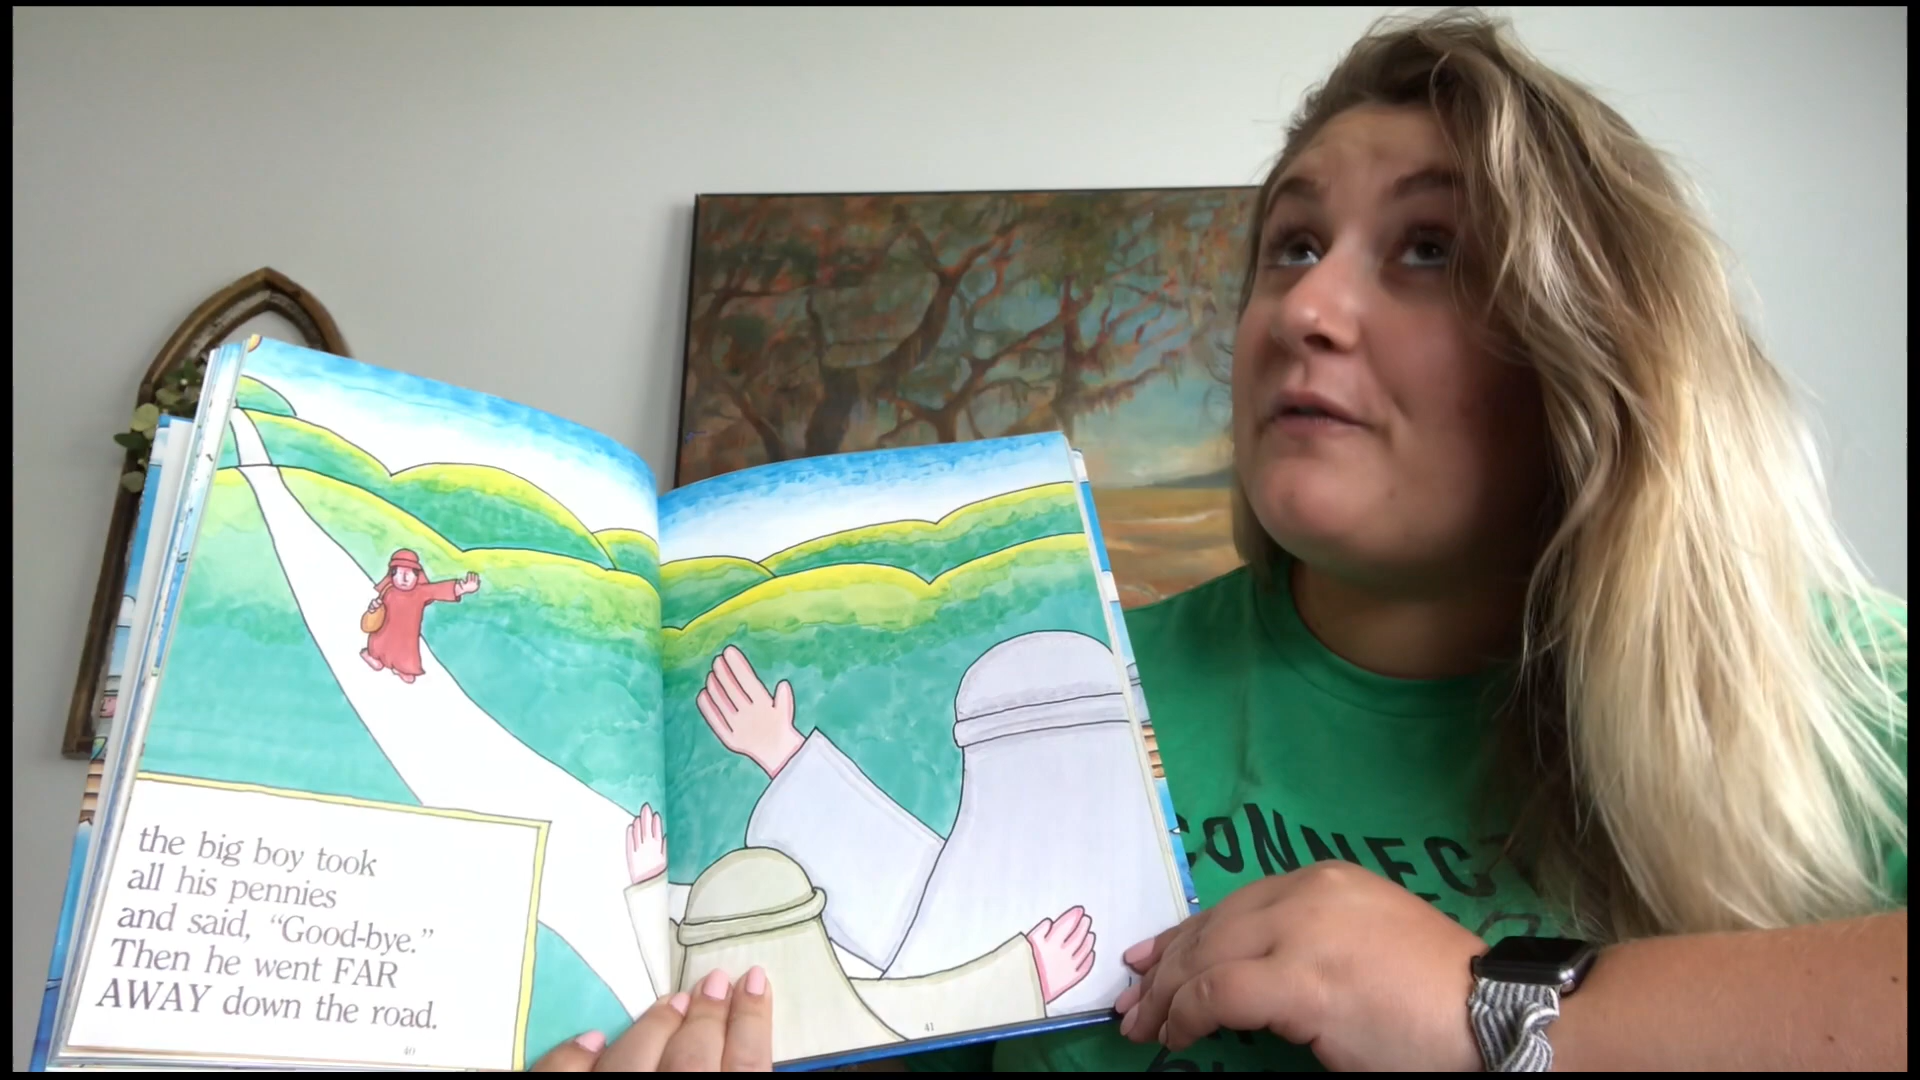 the big boy took
all his pennies
and said, “Good-bye.”
Then he went FAR
AWAY down the road.
40
41